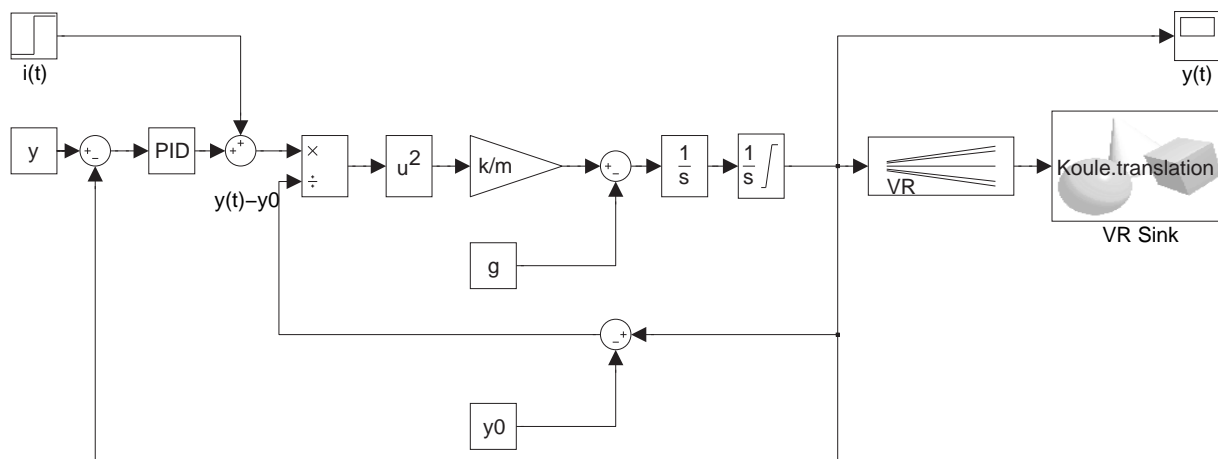 i(t)
y(t)
y
+
−
PID
+
+
×
÷
y(t)−y0
u²
k/m
+
−
1
s
1
s
VR
Koule.translation
VR Sink
g
+
−
y0